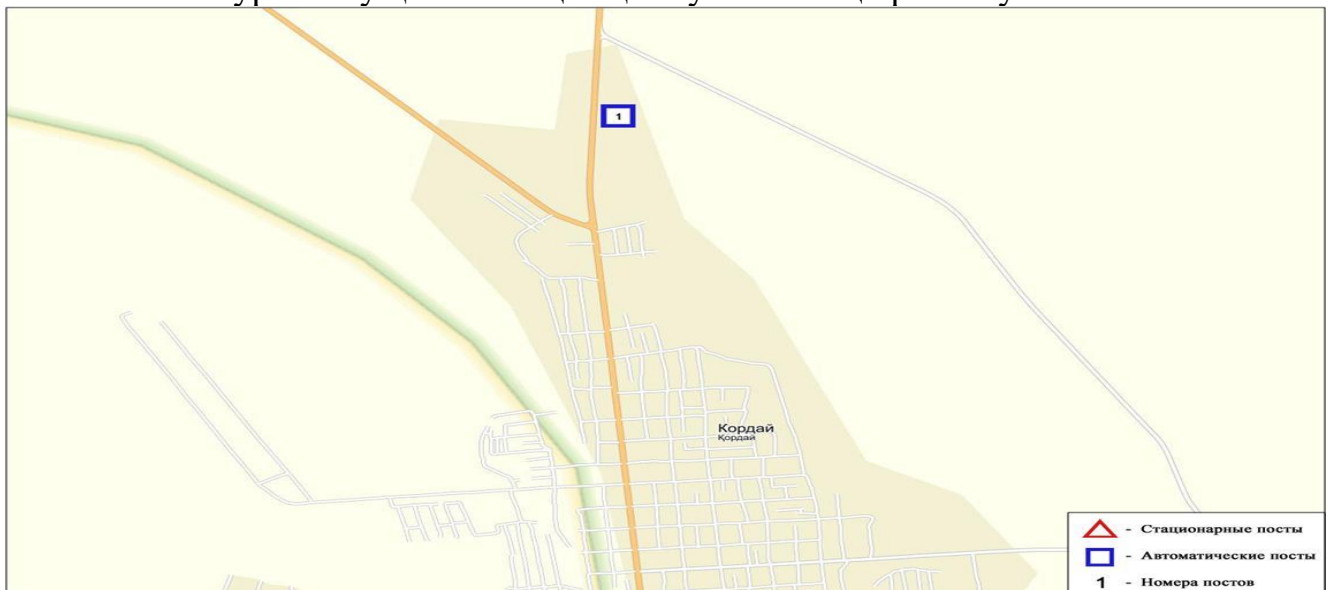 1
Кордай
Қордай
- Стационарные посты
- Автоматические посты
1 - Номера постов